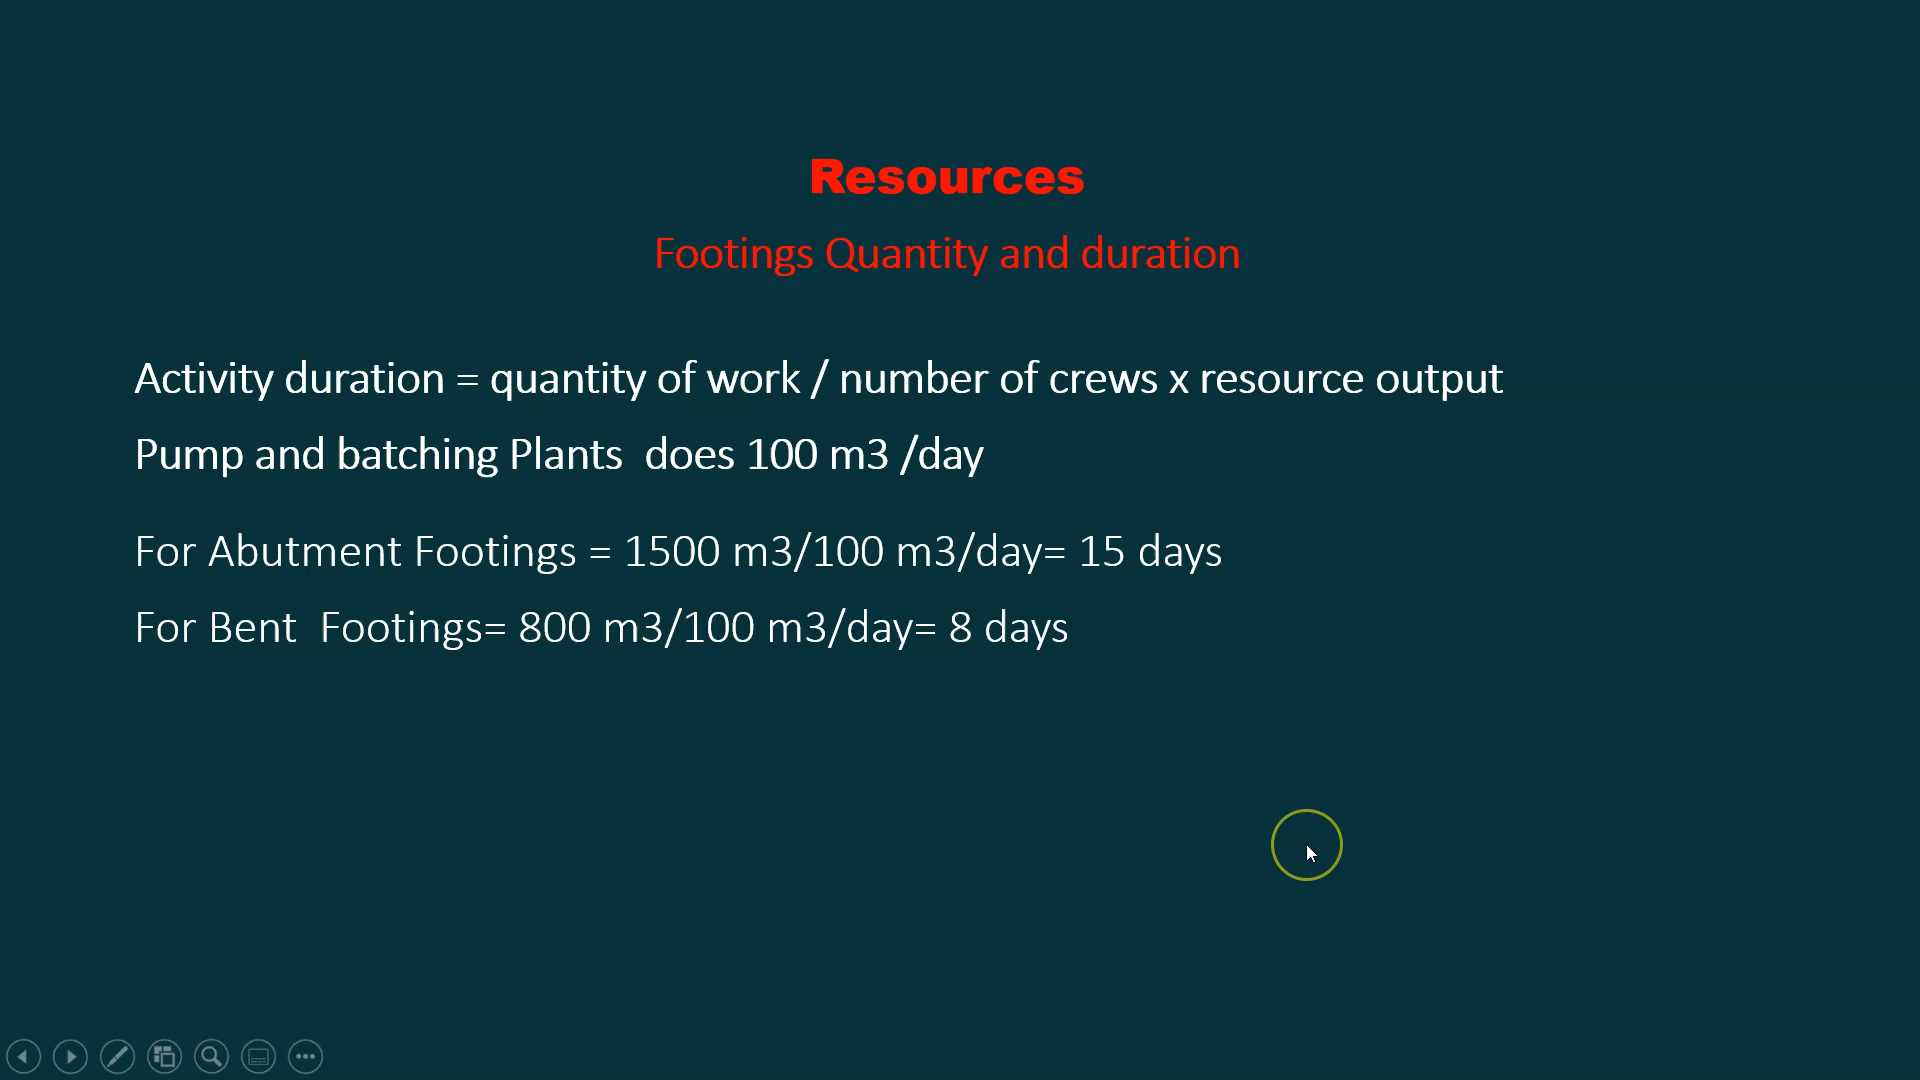 Resources
Footings Quantity and duration
Activity duration = quantity of work / number of crews x resource output
Pump and batching Plants  does 100 m3 /day
For Abutment Footings = 1500 m3/100 m3/day= 15 days
For Bent  Footings= 800 m3/100 m3/day= 8 days